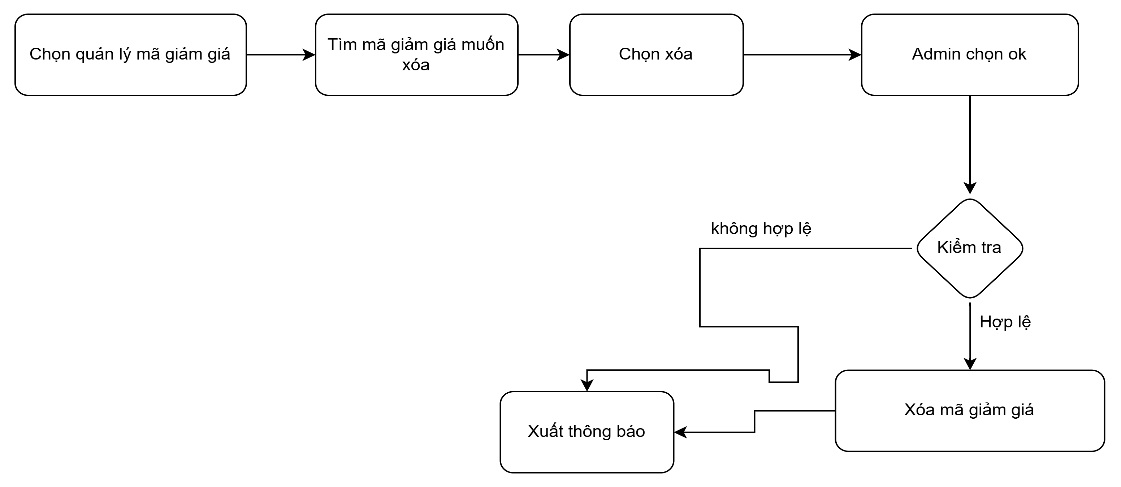 Chọn quán lý mã giảm giá
Tìm mã giảm giá muốn
xóa
Chọn xóa
Admin chọn ok
không hợp lệ
Kiểm tra
Hợp lệ
Xóa mã giảm giá
Xuất thông báo